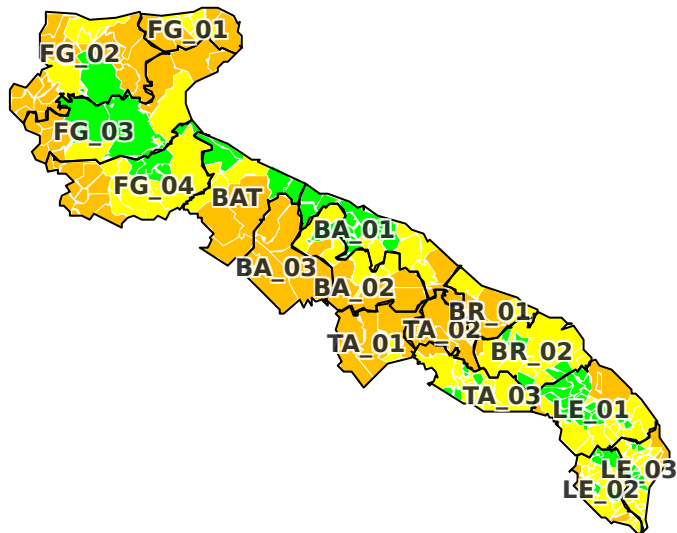 FG_01
FG_02
FG_03
FG_04
BAT
BA_01
BA_03
BA_02
BR_01
TA_02
TA_01
BR_02
TA_03
LE_01
LE_03
LE_02